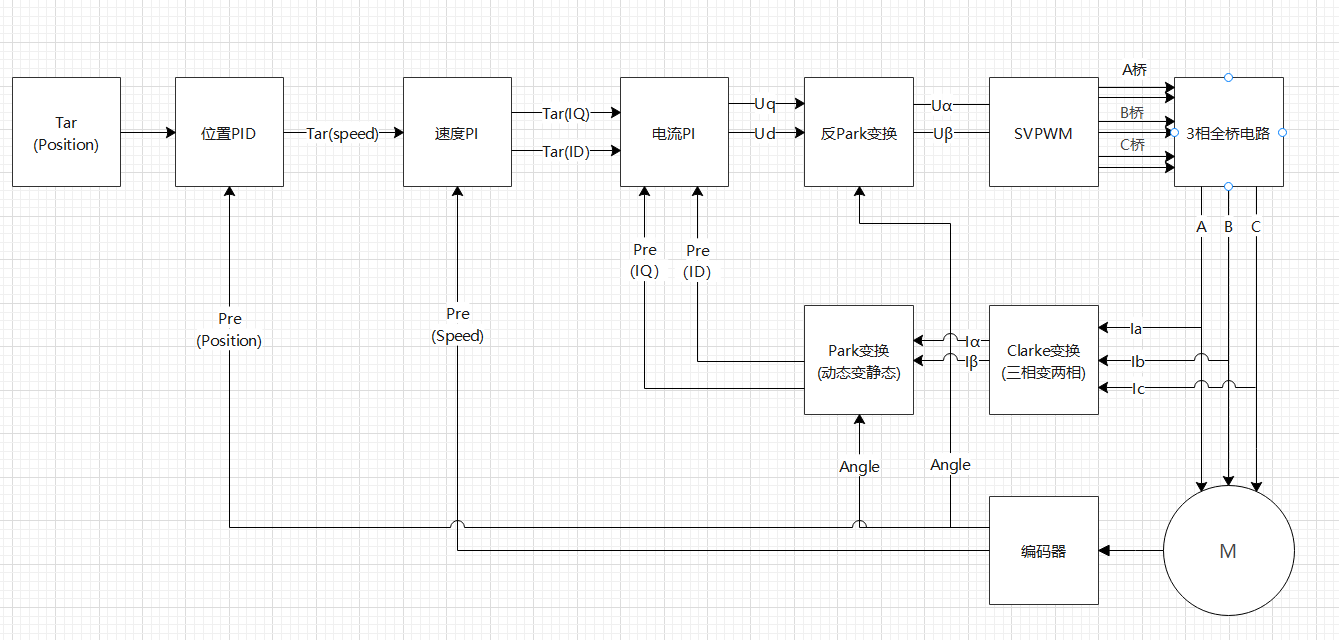 A桥
Tar
(Position)
位置PID
Tar(speed)
速度PI
Tar(IQ)
Tar(ID)
电流PI
Uq
Ud
反Park变换
Uα
Uβ
SVPWM
B桥
C桥
3相全桥电路
A
B
C
Pre
(IQ)
Pre
(ID)
Pre
(Position)
Pre
(Speed)
Park变换
(动态变静态)
Iα
Iβ
Clarke变换
(三相变两相)
Ia
Ib
Ic
Angle
Angle
编码器
M